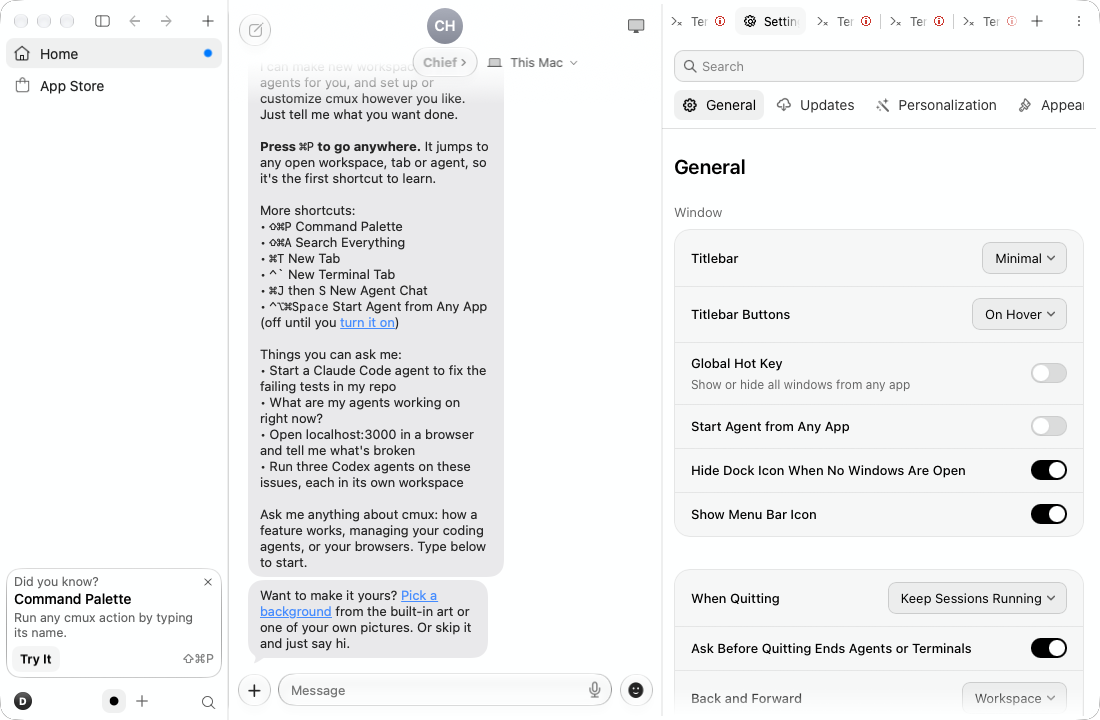 Home
App Store
Did you know?
Command Palette
Run any cmux action by typing
its name.
Try It
⇧⌘P
D
CH
Chief
This Mac
agents for you, and set up or
customize cmux however you like.
Just tell me what you want done.
Press ⌘P to go anywhere. It jumps to
any open workspace, tab or agent, so
it's the first shortcut to learn.
More shortcuts:
• ⇧⌘P Command Palette
• ⇧⌘A Search Everything
• ⌘T New Tab
• ^` New Terminal Tab
• ⌘J then S New Agent Chat
• ^⌥⌘Space Start Agent from Any App
(off until you turn it on)
Things you can ask me:
• Start a Claude Code agent to fix the
failing tests in my repo
• What are my agents working on
right now?
• Open localhost:3000 in a browser
and tell me what's broken
• Run three Codex agents on these
issues, each in its own workspace
Ask me anything about cmux: how a
feature works, managing your coding
agents, or your browsers. Type below
to start.
Want to make it yours? Pick a
background from the built-in art or
one of your own pictures. Or skip it
and just say hi.
Message
Search
General
Updates
Personalization
General
Window
Titlebar
Minimal
Titlebar Buttons
On Hover
Global Hot Key
Show or hide all windows from any app
Start Agent from Any App
Hide Dock Icon When No Windows Are Open
Show Menu Bar Icon
When Quitting
Keep Sessions Running
Ask Before Quitting Ends Agents or Terminals
Back and Forward
Workspace